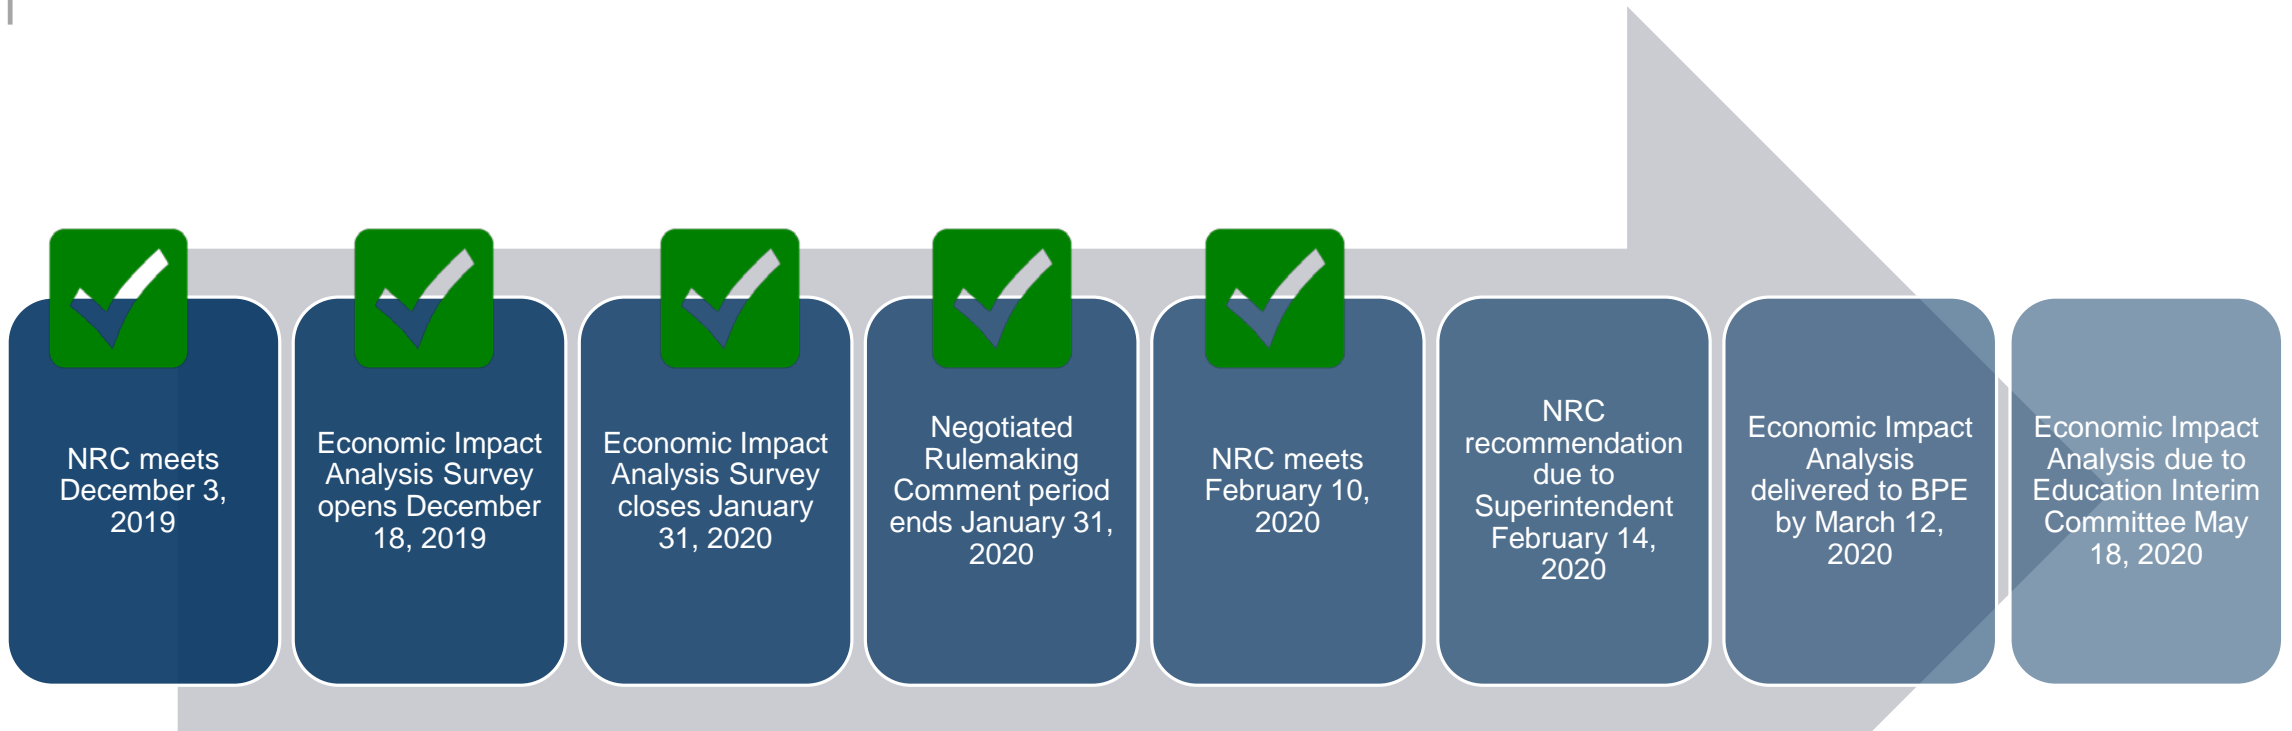 NRC meets
December 3,
2019
Economic Impact
Analysis Survey
opens December
18, 2019
Economic Impact
Analysis Survey
closes January
31, 2020
Negotiated
Rulemaking
Comment period
ends January 31,
2020
NRC meets
February 10,
2020
NRC
recommendation
due to
Superintendent
February 14,
2020
Economic Impact
Analysis
delivered to BPE
by March 12,
2020
Economic Impact
Analysis due to
Education Interim
Committee May
18, 2020